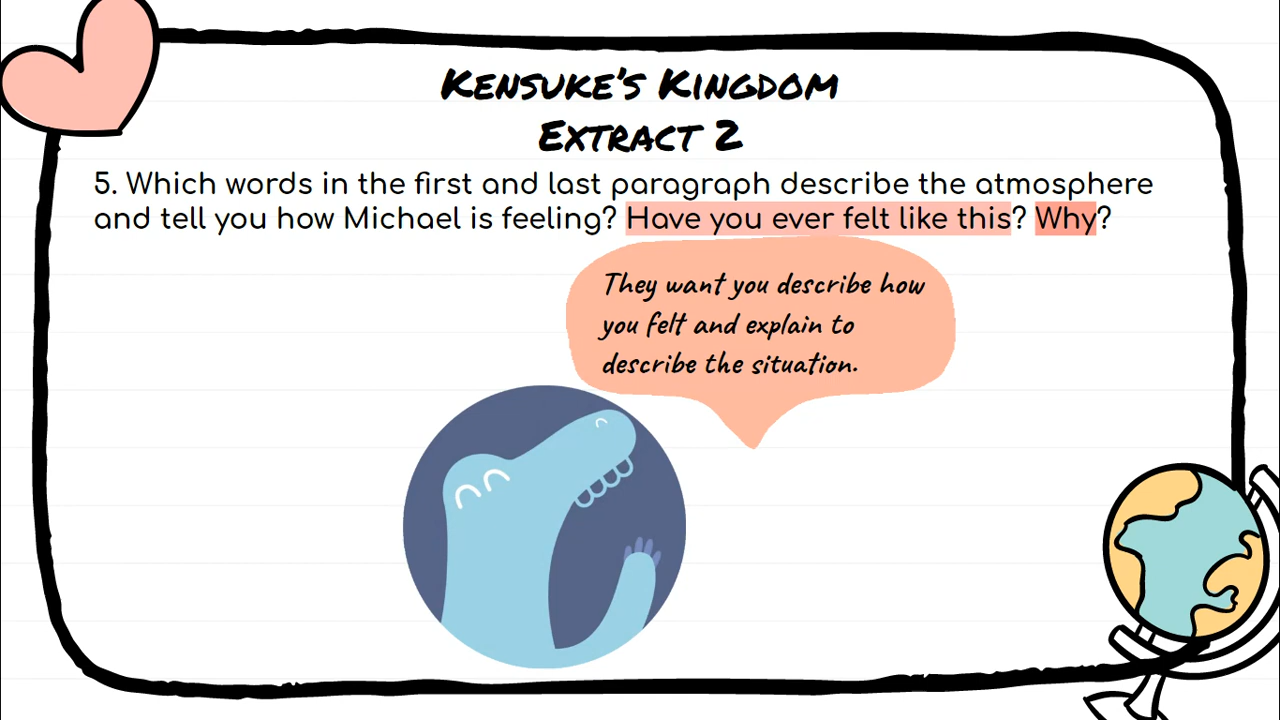 Kensuke's Kingdom
Extract 2
5. Which words in the first and last paragraph describe the atmosphere
and tell you how Michael is feeling? Have you ever felt like this? Why?
They want you describe how
you felt and explain to
describe the situation.